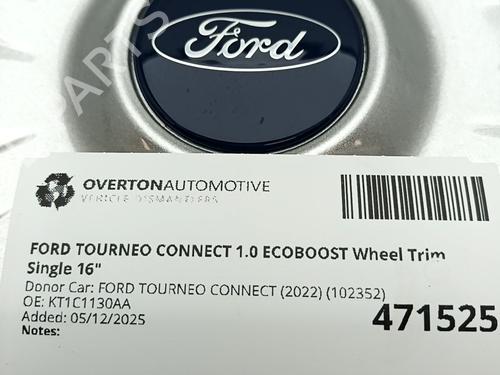 PARTS
Ford
OVERTONAUTOMOTIVE
VEHICLE DISMANTLERS
FORD TOURNEO CONNECT 1.0 ECOBOOST Wheel Trim
Single 16"
Donor Car: FORD TOURNEO CONNECT (2022) (102352)
OE: KT1C1130AA
Added: 05/12/2025
Notes:
471525